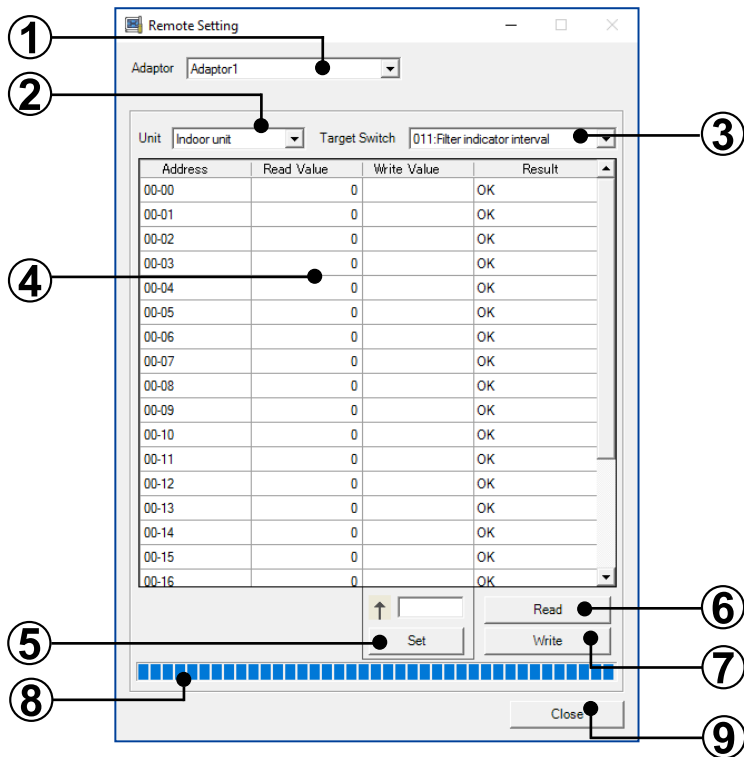 Remote Setting
1
Adaptor Adaptor1
2
Unit Indoor unit Target Switch 011:Filter indicator interval
3
Address Read Value Write Value Result
00-00 0 OK
00-01 0 OK
00-02 0 OK
00-03 0 OK
4
00-04 0 OK
00-05 0 OK
00-06 0 OK
00-07 0 OK
00-08 0 OK
00-09 0 OK
00-10 0 OK
00-11 0 OK
00-12 0 OK
00-13 0 OK
00-14 0 OK
00-15 0 OK
00-16 0 OK
Read
6
5
Set Write
7
8
Close
9